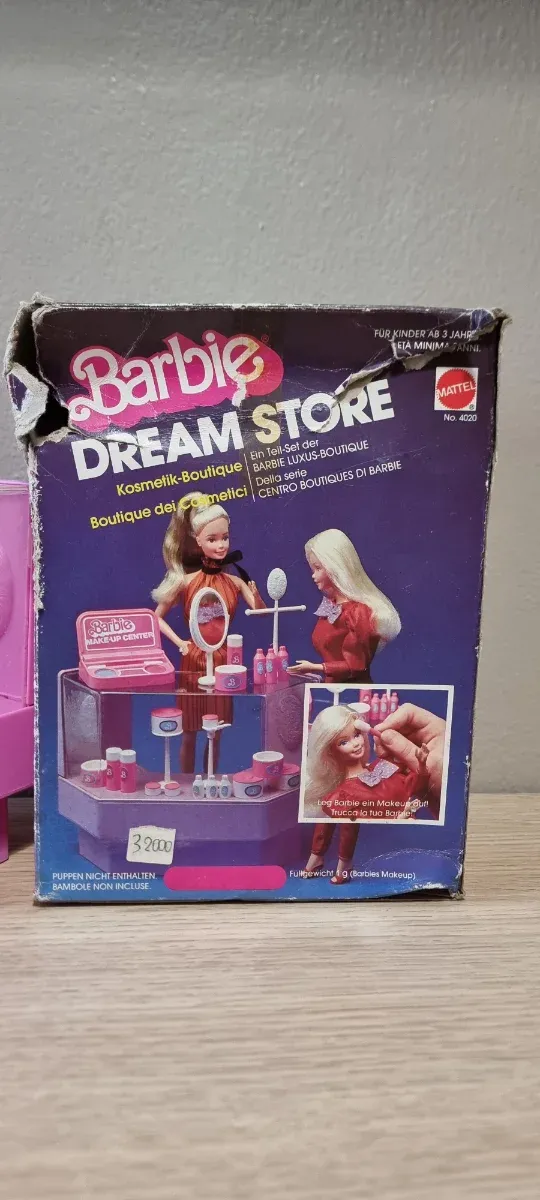 FÜR KINDER AB 3 JAHR
ETÀ MINIMA ANNI.
Barbie
DREAM STORE
MATTEL
No. 4020
Kosmetik-Boutique
Boutique dei Cosmetici
Ein Teil-Set der
BARBIE LUXUS-BOUTIQUE
Della serie
CENTRO BOUTIQUES DI BARBIE
Barbie
MAKE-UP CENTER
B
Leg Barbie ein Makeup auf!
Trucca la tua Barbie!
32000
PUPPEN NICHT ENTHALTEN
BAMBOLE NON INCLUSE.
Füllgewicht 1 g (Barbies Makeup)